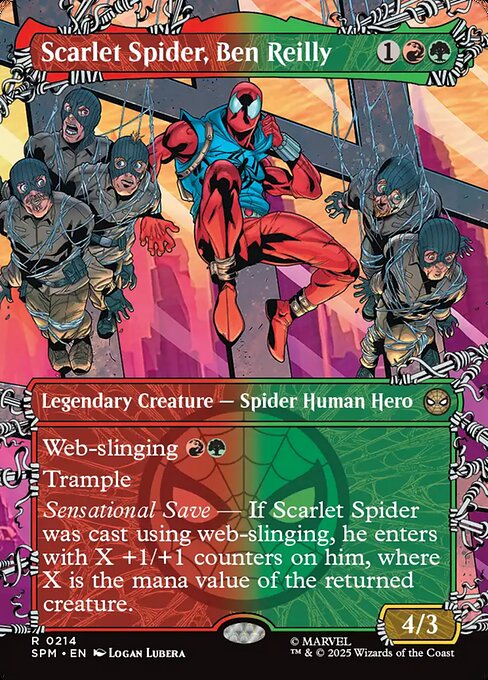 Scarlet Spider, Ben Reilly 1
Legendary Creature — Spider Human Hero
Web-slinging
Trample
Sensational Save — If Scarlet Spider
was cast using web-slinging, he enters
with X +1/+1 counters on him, where
X is the mana value of the returned
creature.
4/3
R 0214
SPM • EN LOGAN LUBERA
© MARVEL
™ & © 2025 Wizards of the Coast